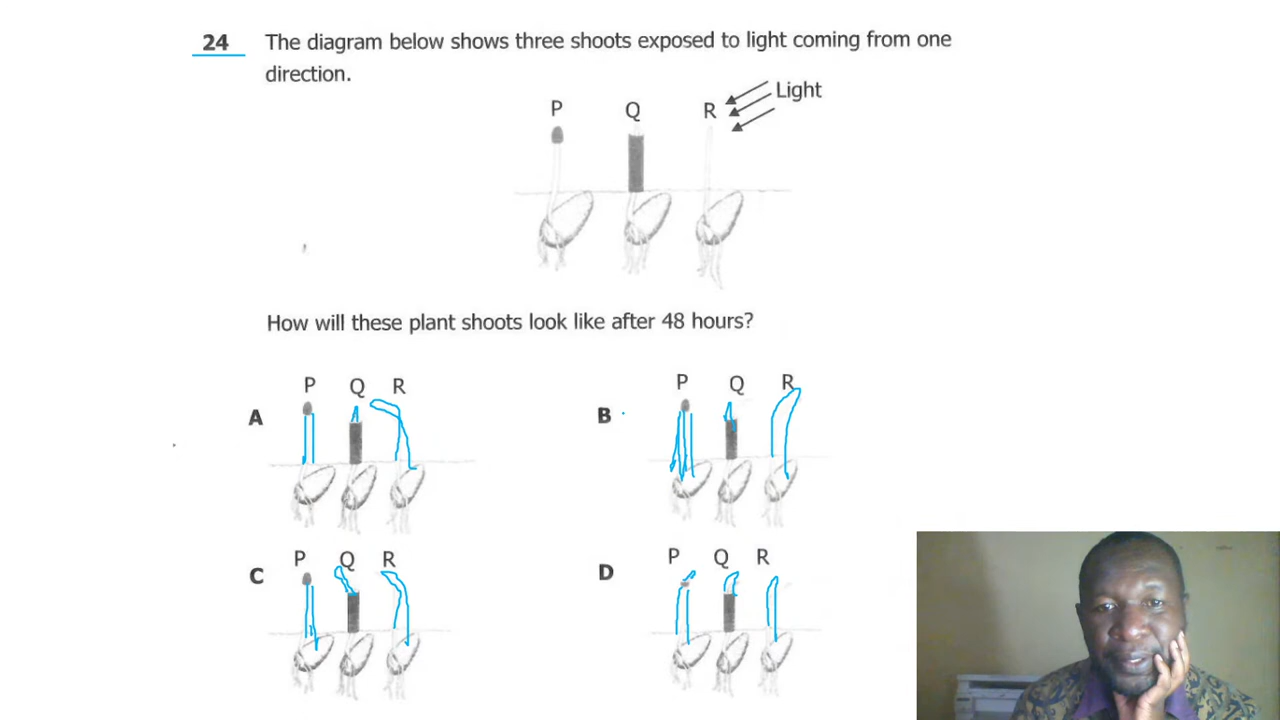 24 The diagram below shows three shoots exposed to light coming from one
direction.
Light
P Q R
How will these plant shoots look like after 48 hours?
A P Q R
B P Q R
C P Q R
D P Q R